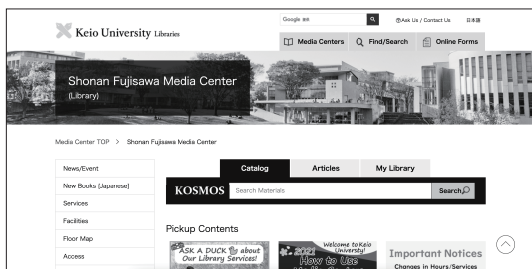 Google 検索
Ask Us / Contact Us
日本語
Keio University Libraries
Media Centers
Find/Search
Online Forms
Shonan Fujisawa Media Center
(Library)
Media Center TOP > Shonan Fujisawa Media Center
News/Event
New Books [Japanese]
Services
Facilities
Floor Map
Access
Catalog
Articles
My Library
KOSMOS
Search Materials
Search
Pickup Contents
ASK A DUCK about
Our Library Services!
2021
Welcome to Keio
University!
How to Use
Important Notices
Changes in Hours/Services